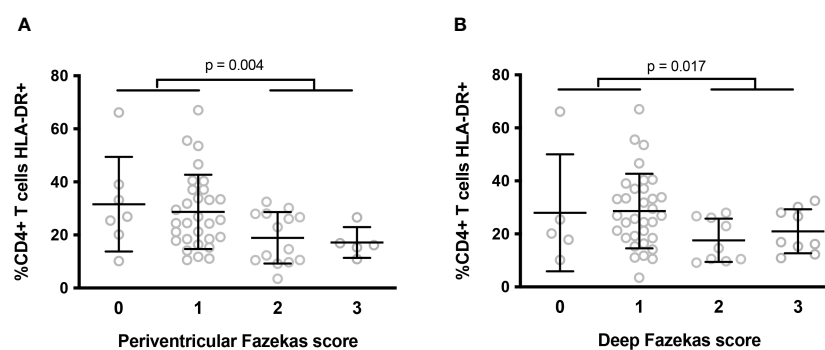 A
p = 0.004
%CD4+ T cells HLA-DR+
80
60
40
20
0
0 1 2 3
Periventricular Fazekas score
B
p = 0.017
%CD4+ T cells HLA-DR+
80
60
40
20
0
0 1 2 3
Deep Fazekas score